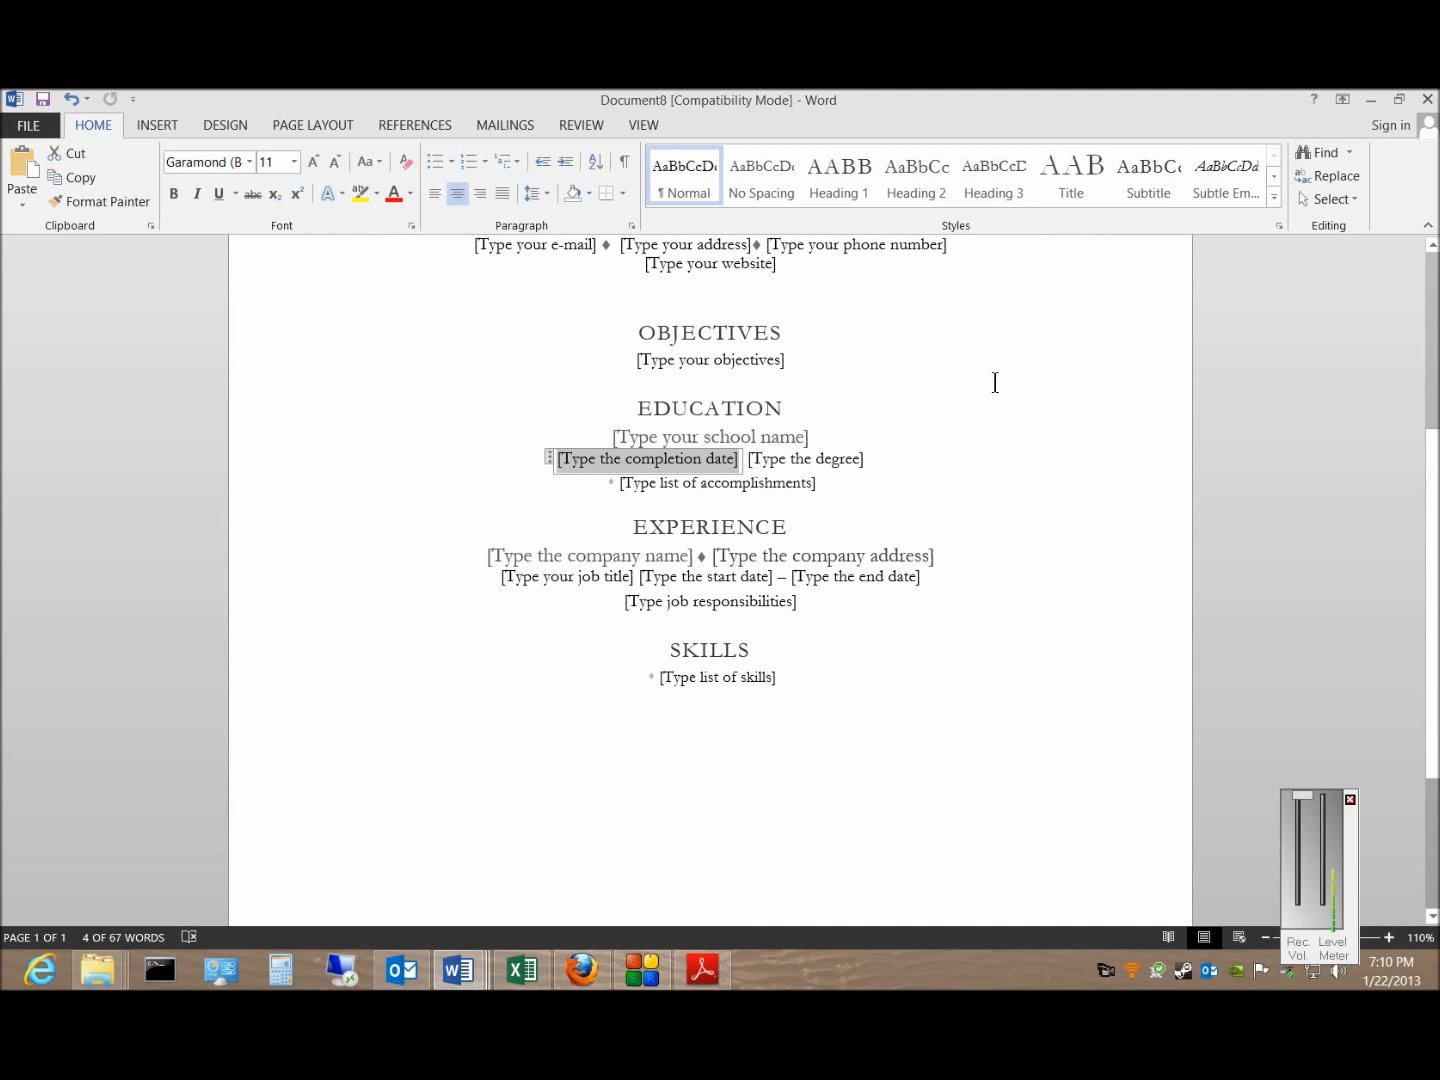 Document8 [Compatibility Mode] - Word
?
FILE HOME INSERT DESIGN PAGE LAYOUT REFERENCES MAILINGS REVIEW VIEW Sign in
Paste
Cut
Copy
Format Painter
Clipboard
Garamond (B 11
Aa
B I U abc X₂ X² A A
Font
Paragraph
AaBbCcDc AaBbCcDc AABB AaBbCc AaBbCcD AAB AaBbCc AaBbCcDd
¶ Normal No Spacing Heading 1 Heading 2 Heading 3 Title Subtitle Subtle Em...
Styles
Find
Replace
Select
Editing
[Type your e-mail] ♦ [Type your address]♦ [Type your phone number]
[Type your website]
OBJECTIVES
[Type your objectives]
EDUCATION
[Type your school name]
[Type the completion date] [Type the degree]
[Type list of accomplishments]
EXPERIENCE
[Type the company name] ♦ [Type the company address]
[Type your job title] [Type the start date] – [Type the end date]
[Type job responsibilities]
SKILLS
[Type list of skills]
Rec. Level
Vol. Meter
PAGE 1 OF 1 4 OF 67 WORDS 110%
7:10 PM
1/22/2013